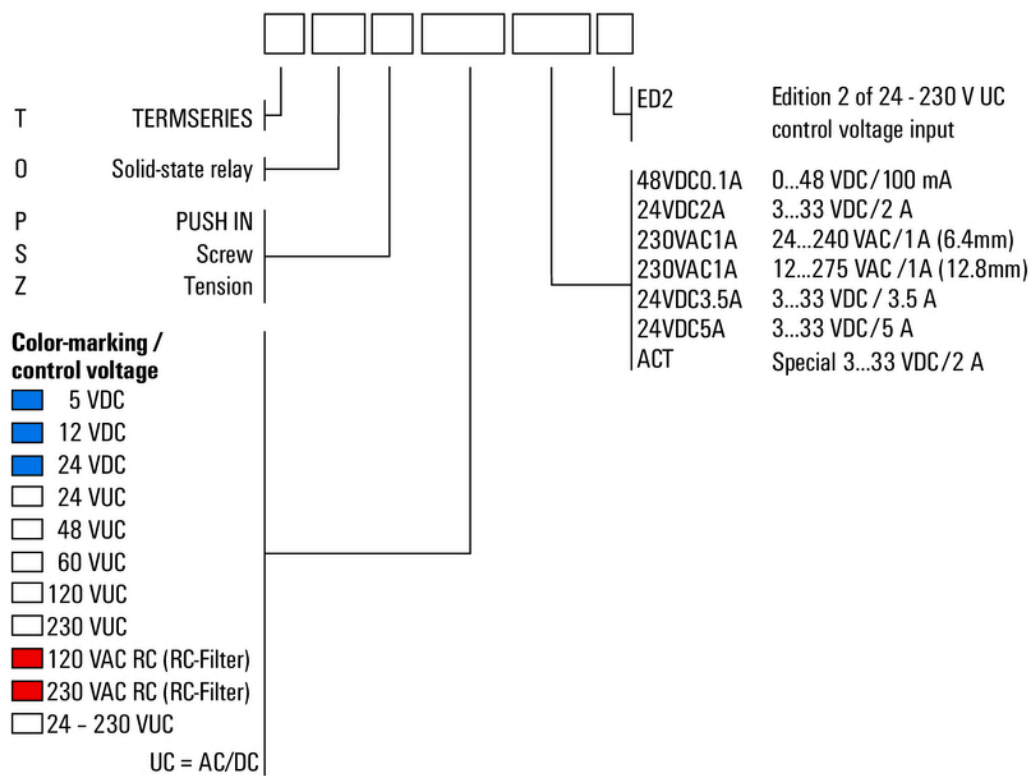 T TERMSERIES
O Solid-state relay
P PUSH IN
S Screw
Z Tension
Color-marking /
control voltage
5 VDC
12 VDC
24 VDC
24 VUC
48 VUC
60 VUC
120 VUC
230 VUC
120 VAC RC (RC-Filter)
230 VAC RC (RC-Filter)
24 – 230 VUC
UC = AC/DC
ED2 Edition 2 of 24 - 230 V UC
control voltage input
48VDC0.1A 0...48 VDC/100 mA
24VDC2A 3...33 VDC/2 A
230VAC1A 24...240 VAC/1A (6.4mm)
230VAC1A 12...275 VAC /1A (12.8mm)
24VDC3.5A 3...33 VDC / 3.5 A
24VDC5A 3...33 VDC/5 A
ACT Special 3...33 VDC/2 A